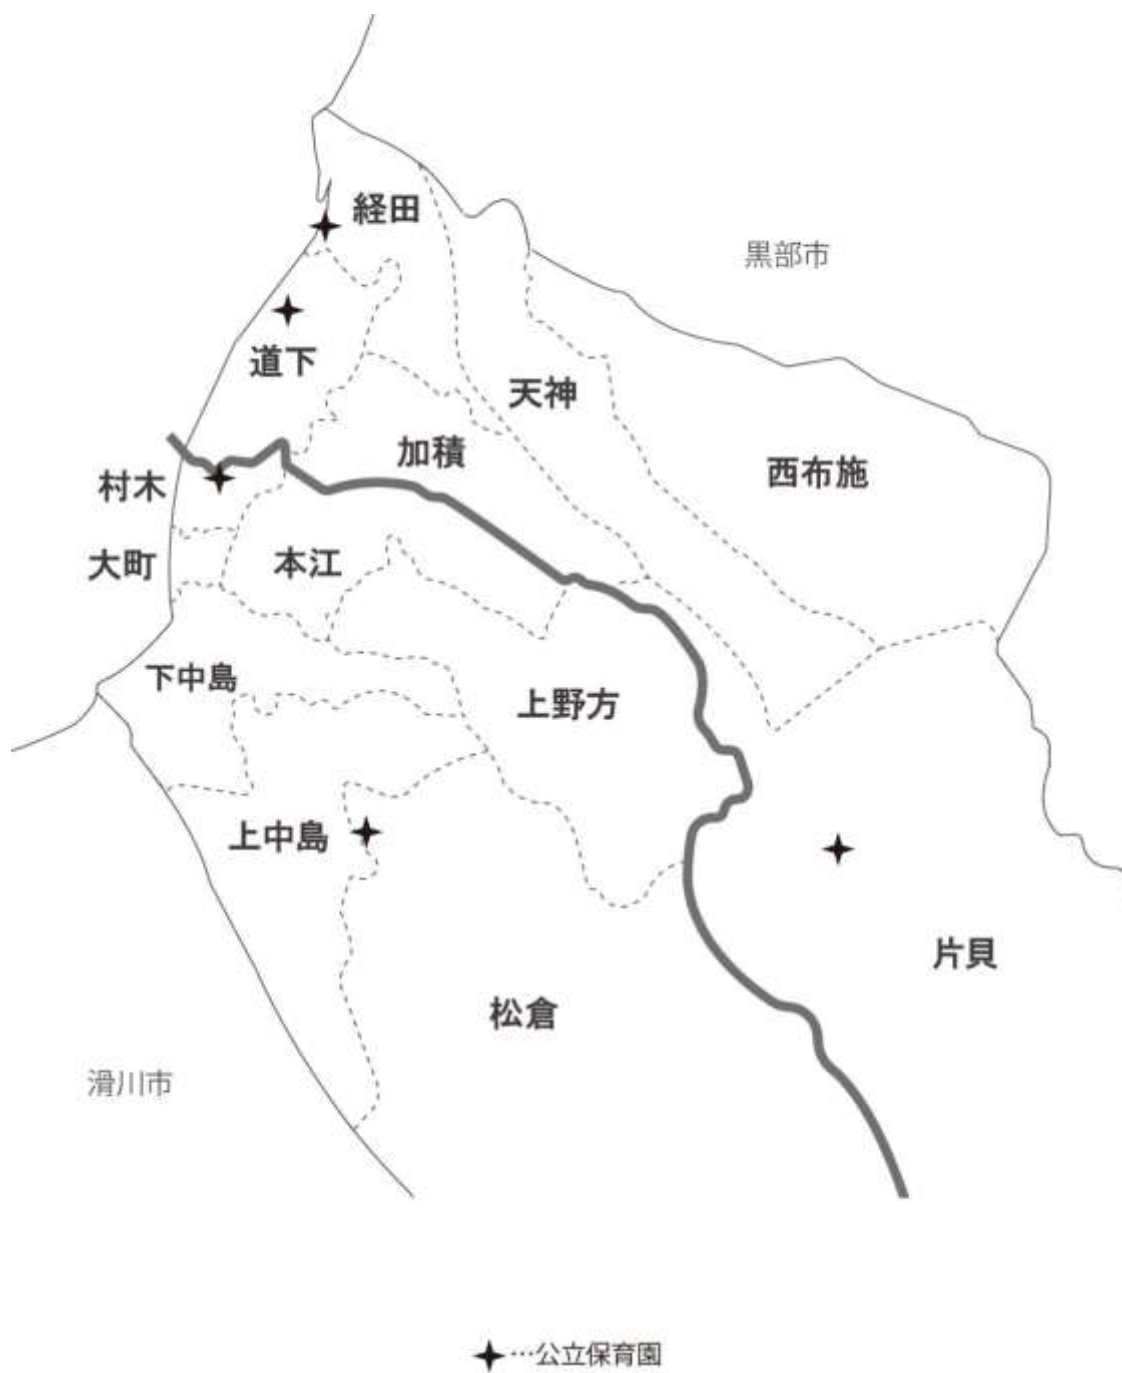 経田
黒部市
道下
天神
加積
西布施
村木
大町
本江
下中島
上野方
上中島
片貝
松倉
滑川市
…公立保育園